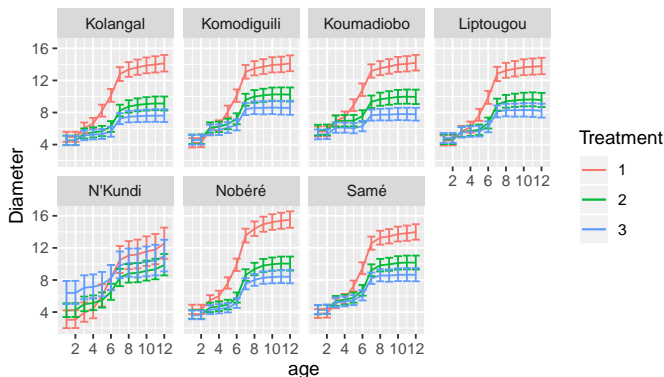 Kolangal Komodiguili Koumadiobo Liptougou
16
12
8
4
2 4 6 8 1012
N'Kundi Nobéré Samé
16
12
8
4
2 4 6 8 1012 2 4 6 8 1012 2 4 6 8 1012
age
Diameter
Treatment
1
2
3